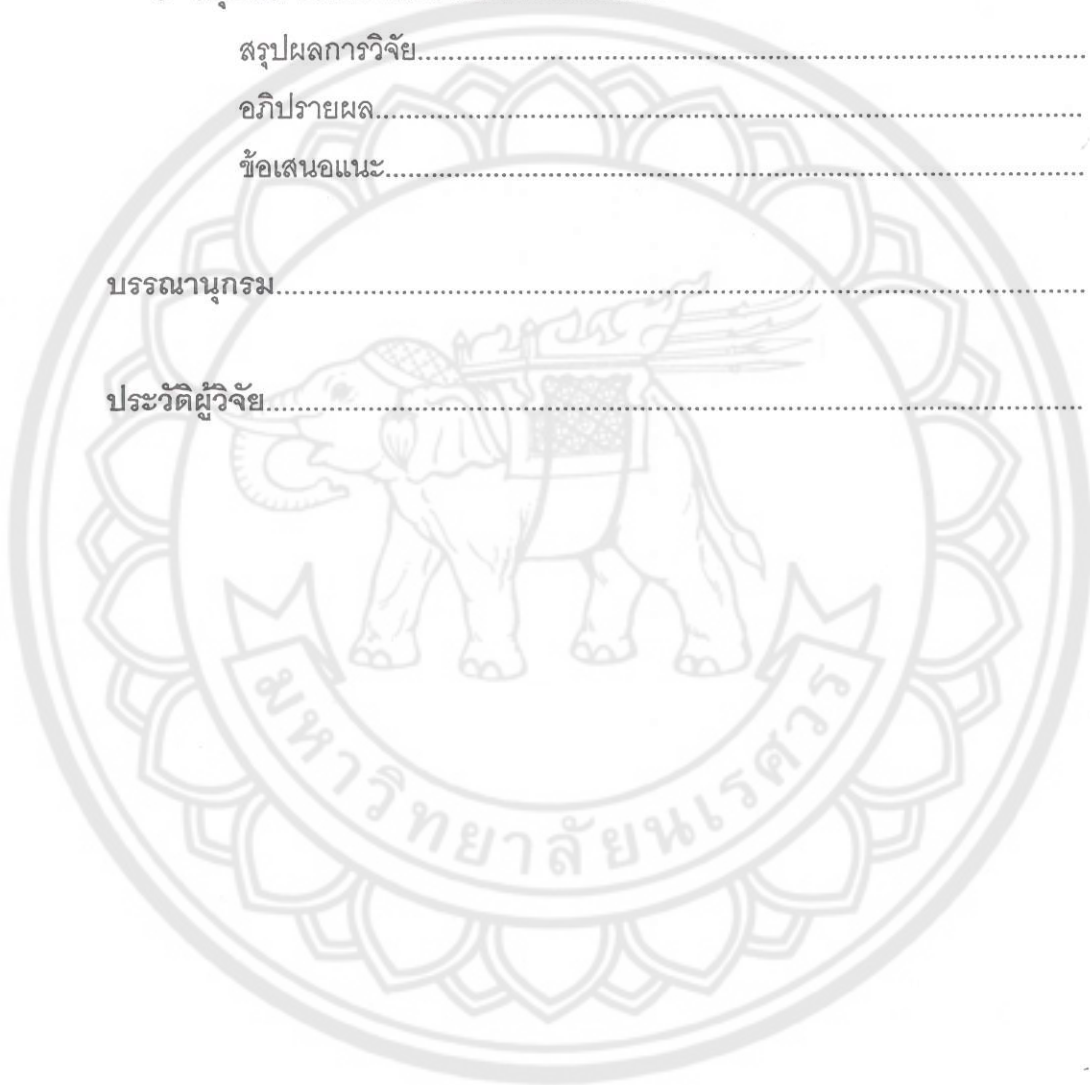 สรุปผลการวิจัย....................................................................................
อภิปรายผล.........................................................................................
ข้อเสนอแนะ........................................................................................
บรรณานุกรม.......................................................................................................
ประวัติผู้วิจัย........................................................................................................
มหาวิทยาลัยนเรศวร